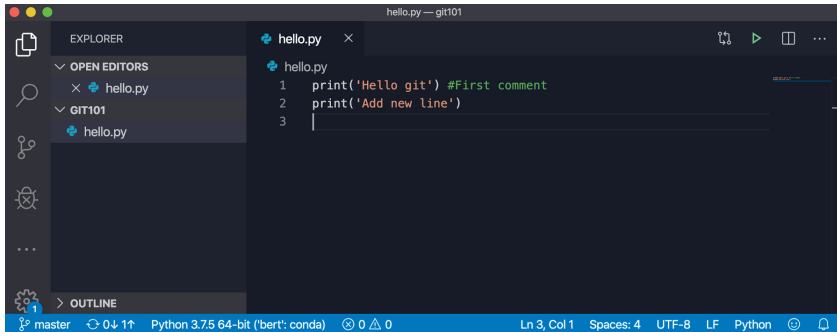 hello.py — git101
EXPLORER
OPEN EDITORS
hello.py
GIT101
hello.py
OUTLINE
hello.py
hello.py
1 print('Hello git') #First comment
2 print('Add new line')
3
1
master 0↓ 1↑ Python 3.7.5 64-bit ('bert': conda) 0 0 Ln 3, Col 1 Spaces: 4 UTF-8 LF Python